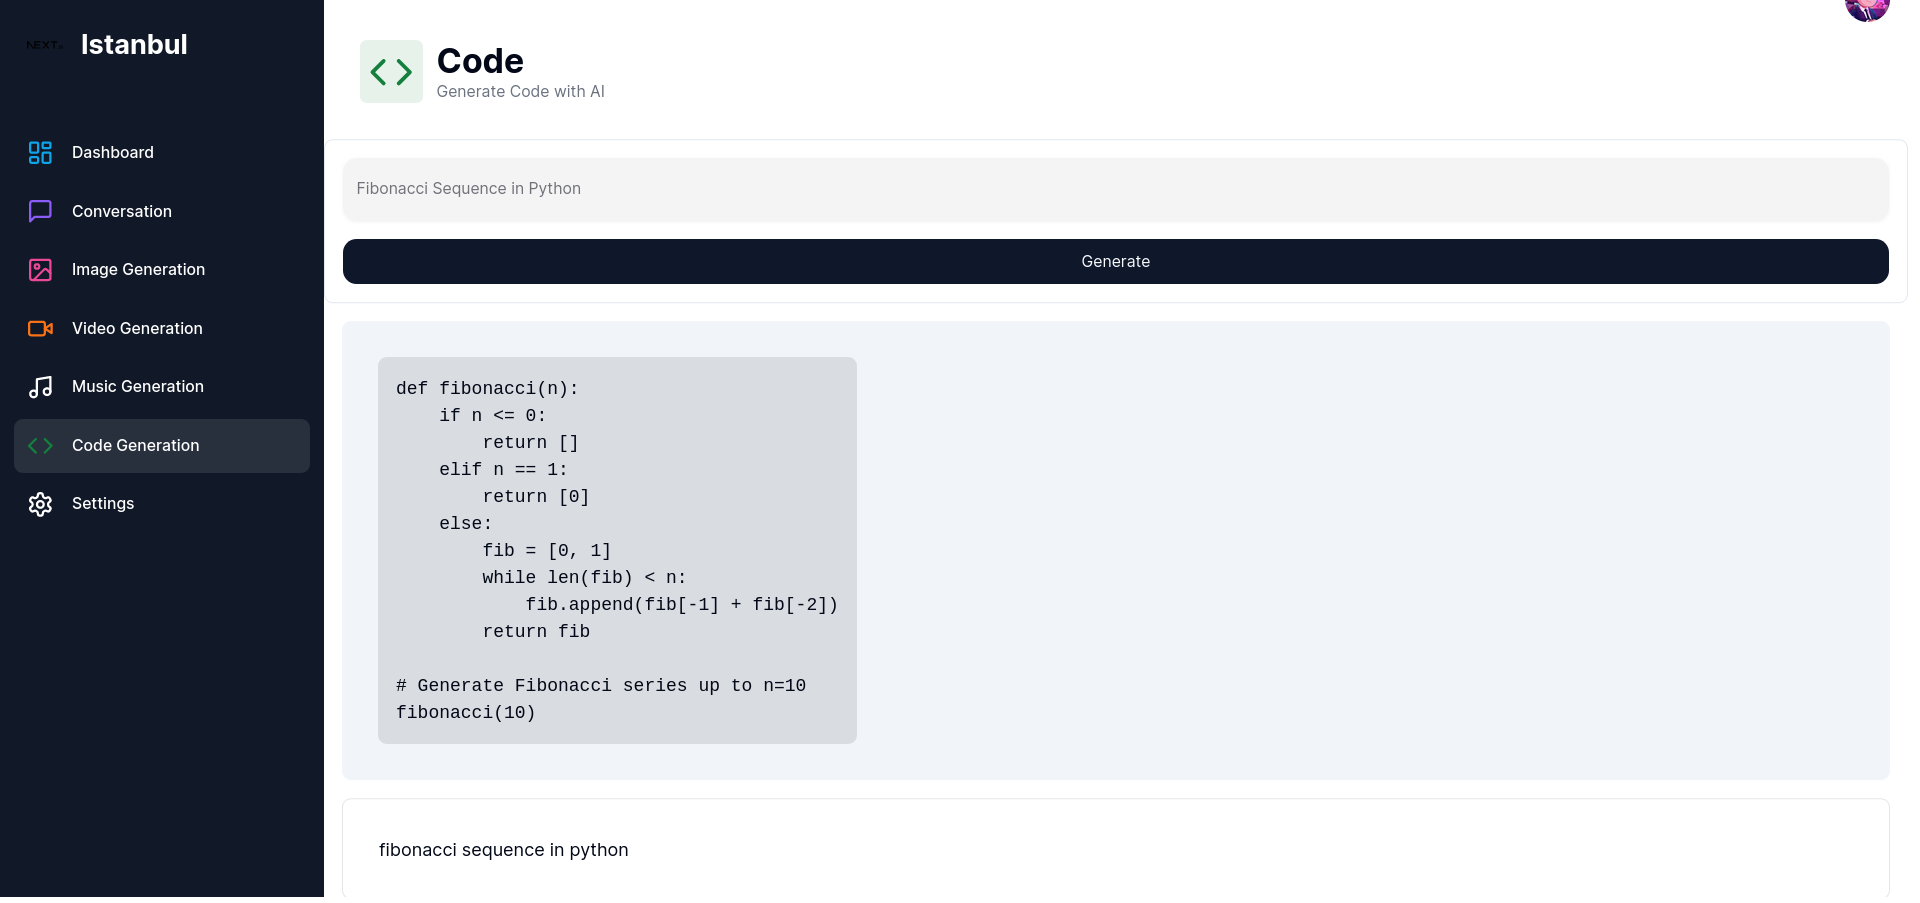 NEXT.
Istanbul
Dashboard
Conversation
Image Generation
Video Generation
Music Generation
Code Generation
Settings
Code
Generate Code with AI
Fibonacci Sequence in Python
Generate
def fibonacci(n):
    if n <= 0:
        return []
    elif n == 1:
        return [0]
    else:
        fib = [0, 1]
        while len(fib) < n:
            fib.append(fib[-1] + fib[-2])
        return fib

# Generate Fibonacci series up to n=10
fibonacci(10)
fibonacci sequence in python